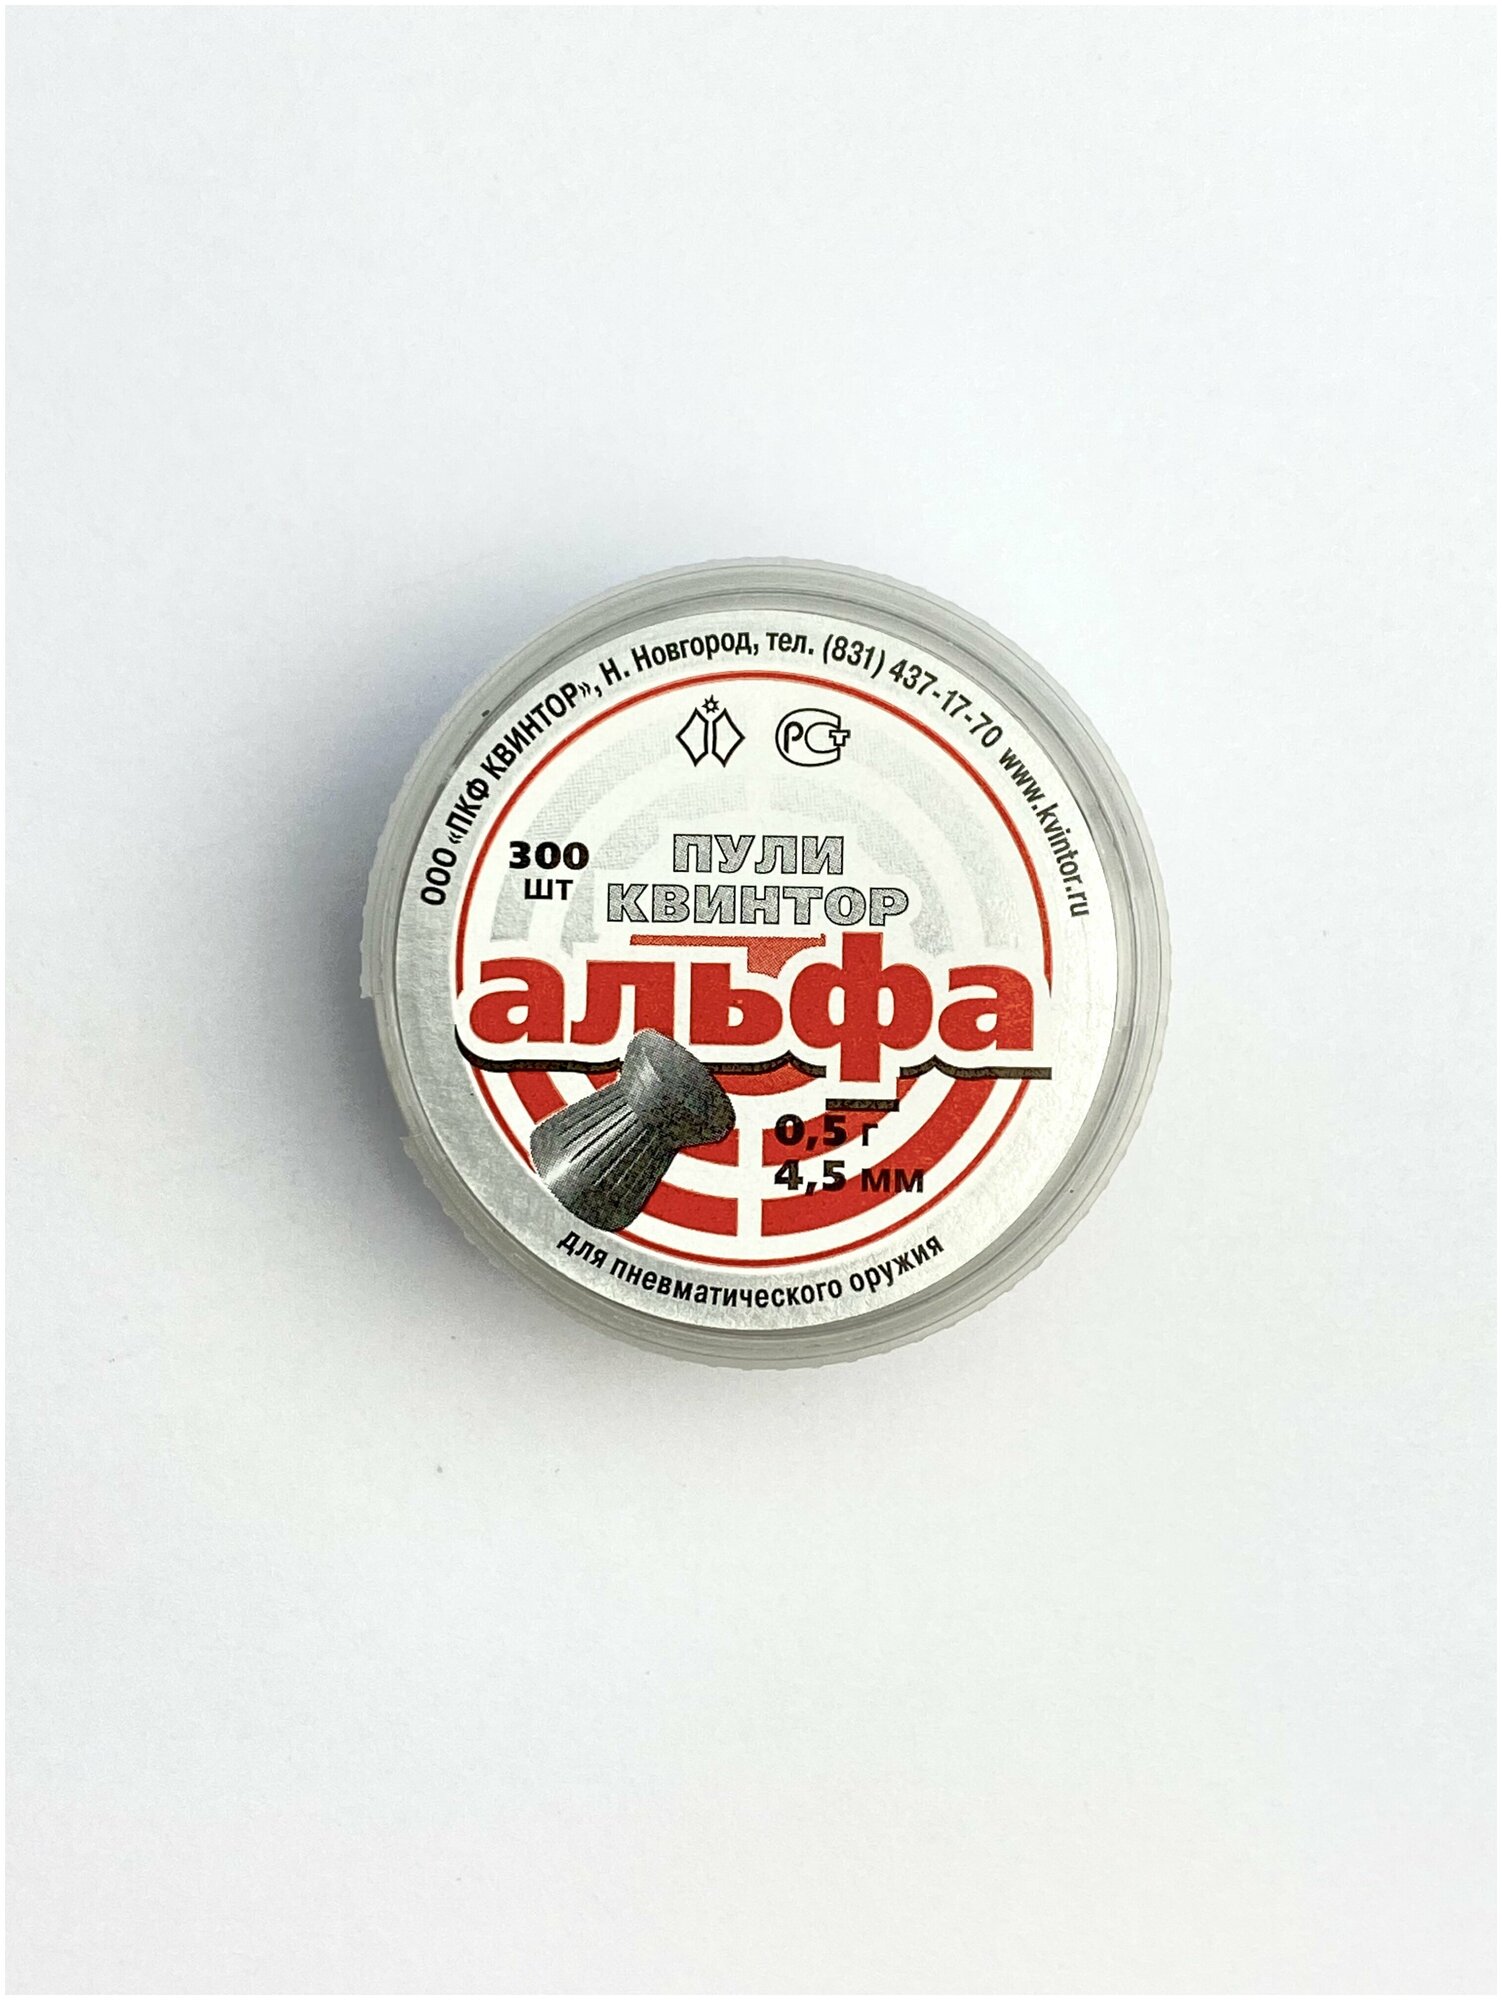 ООО «ПКФ КВИНТОР», Н. Новгород, тел. (831) 437-17-70 www.kvintor.ru
РСТ
300
ШТ
ПУЛИ
КВИНТОР
альфа
0,5 г
4,5 мм
для пневматического оружия